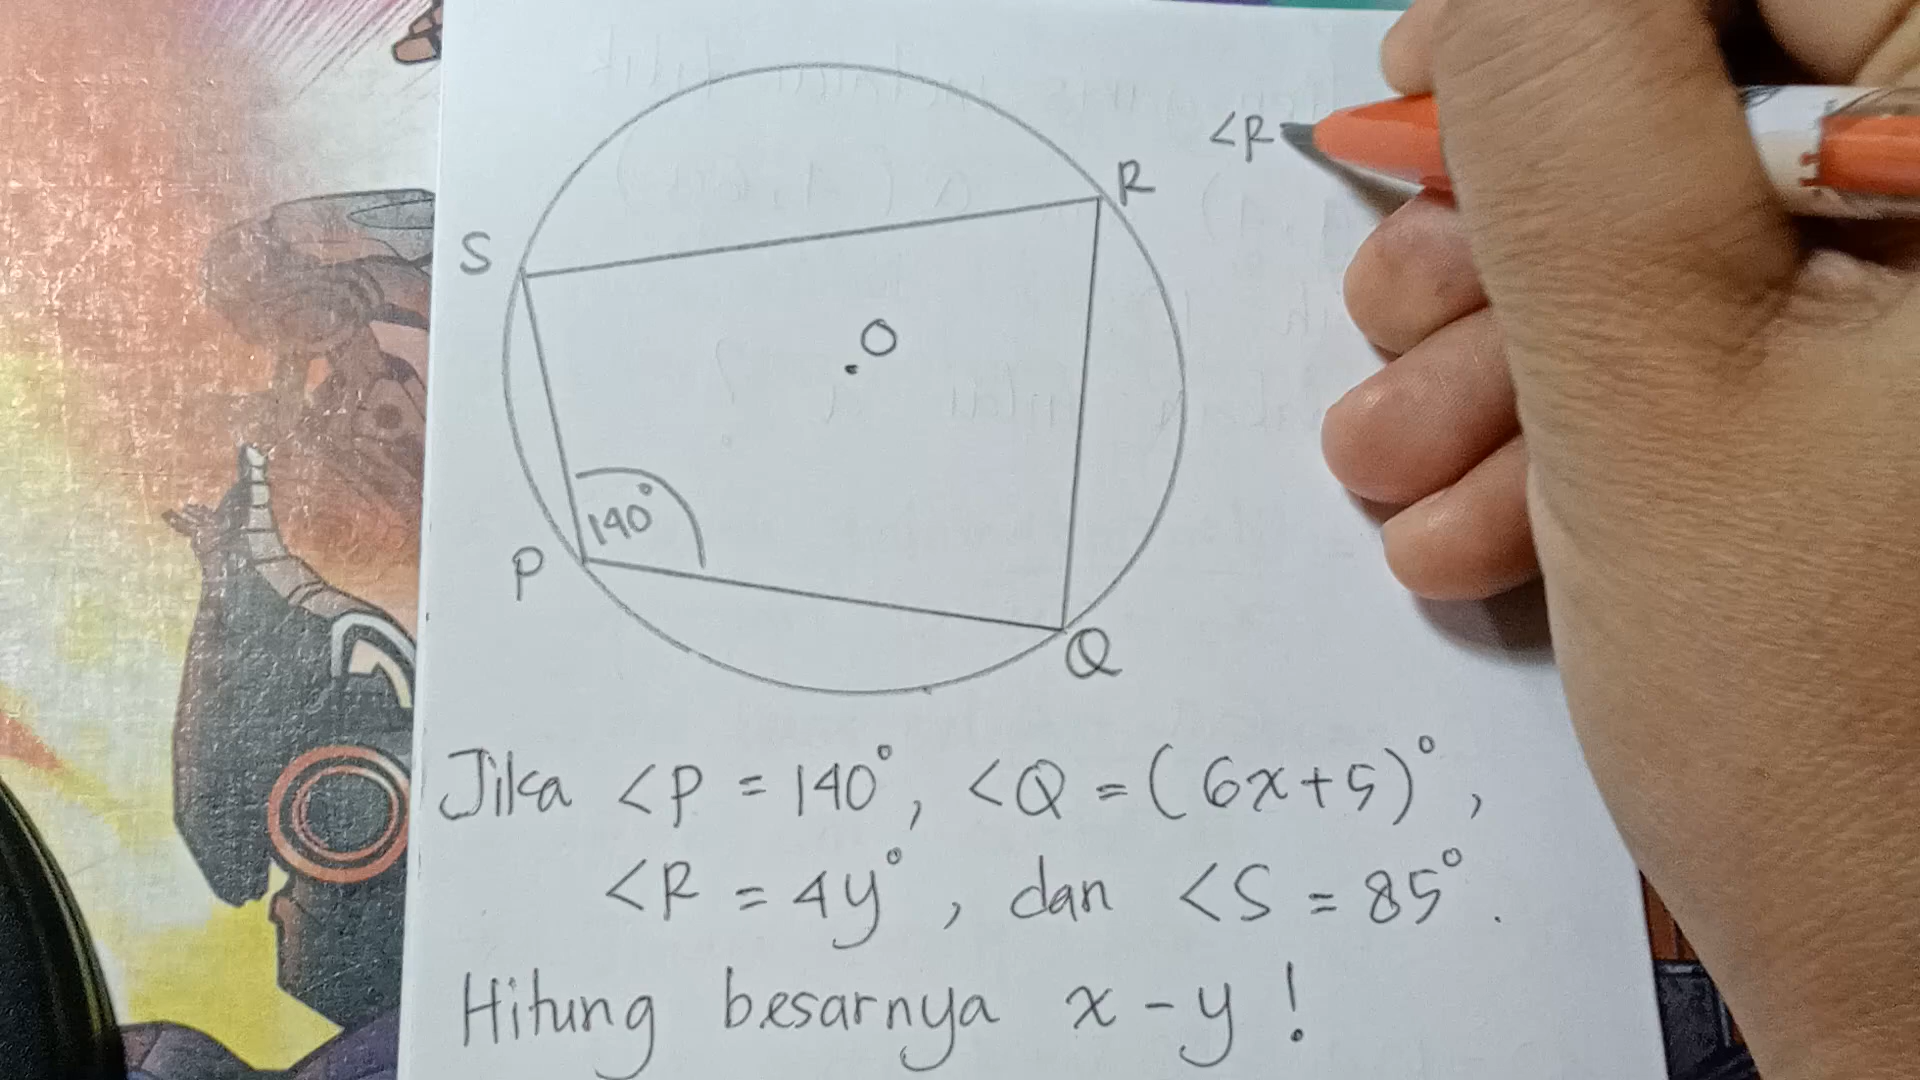 <R
R
S
O
140°
P
Q
Jika <P = 140°, <Q = (6x+5)°,
<R = 4y°, dan <S = 85°.
Hitung besarnya x - y !